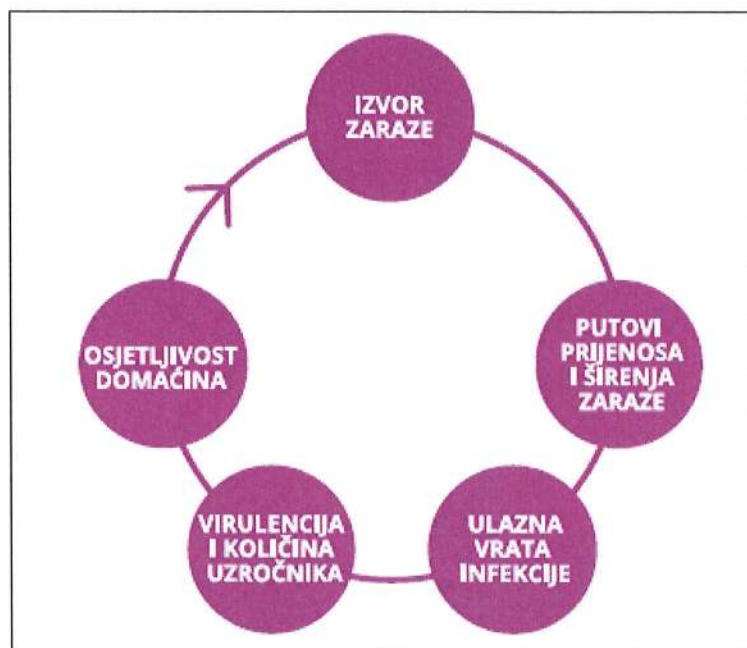 IZVOR
ZARAZE
PUTOVI
PRIJENOSA
I ŠIRENJA
ZARAZE
ULAZNA
VRATA
INFEKCIJE
VIRULENCIJA
I KOLIČINA
UZROČNIKA
OSJETLJIVOST
DOMAĆINA